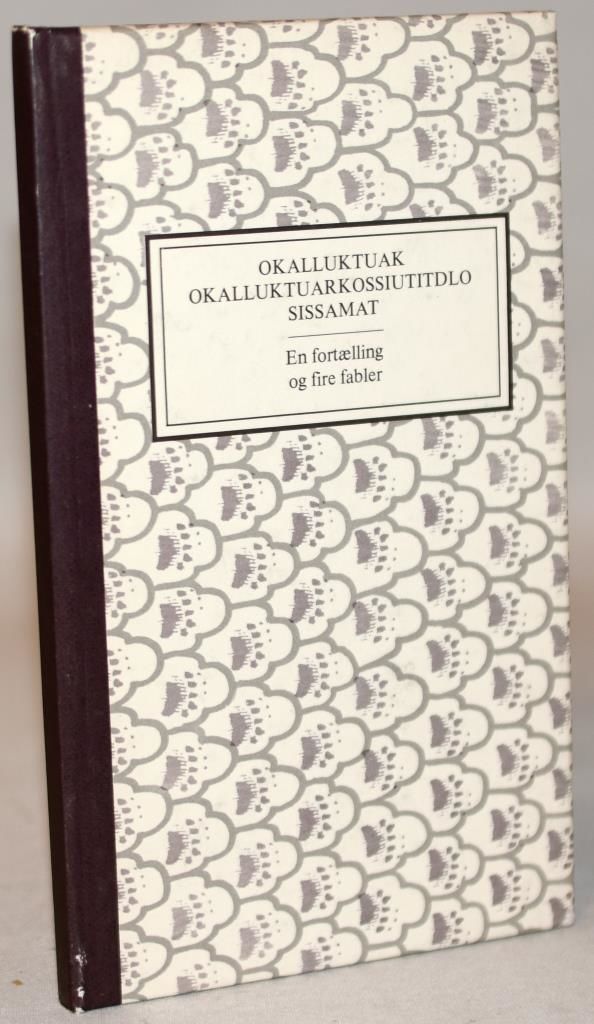 OKALLUKTUAK
OKALLUKTUARKOSSIUTITDLO
SISSAMAT
En fortælling
og fire fabler